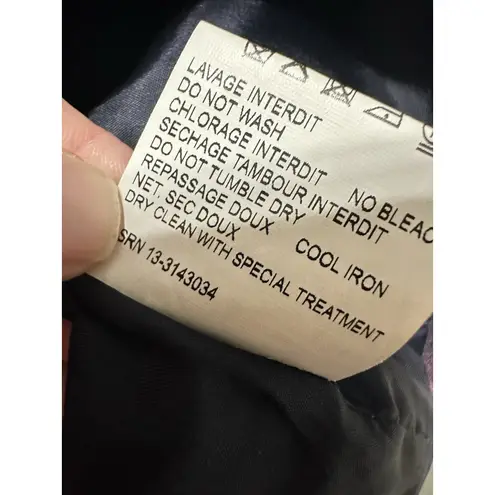 LAVAGE INTERDIT
DO NOT WASH
CHLORAGE INTERDIT NO BLEAC
SECHAGE TAMBOUR INTERDIT
DO NOT TUMBLE DRY
REPASSAGE DOUX COOL IRON
NET. SEC DOUX
DRY CLEAN WITH SPECIAL TREATMENT
SRN 13-3143034